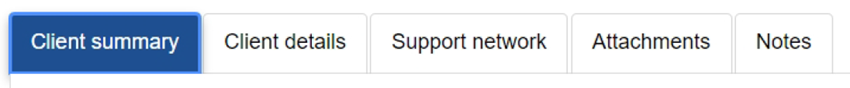 Client summary Client details Support network Attachments Notes